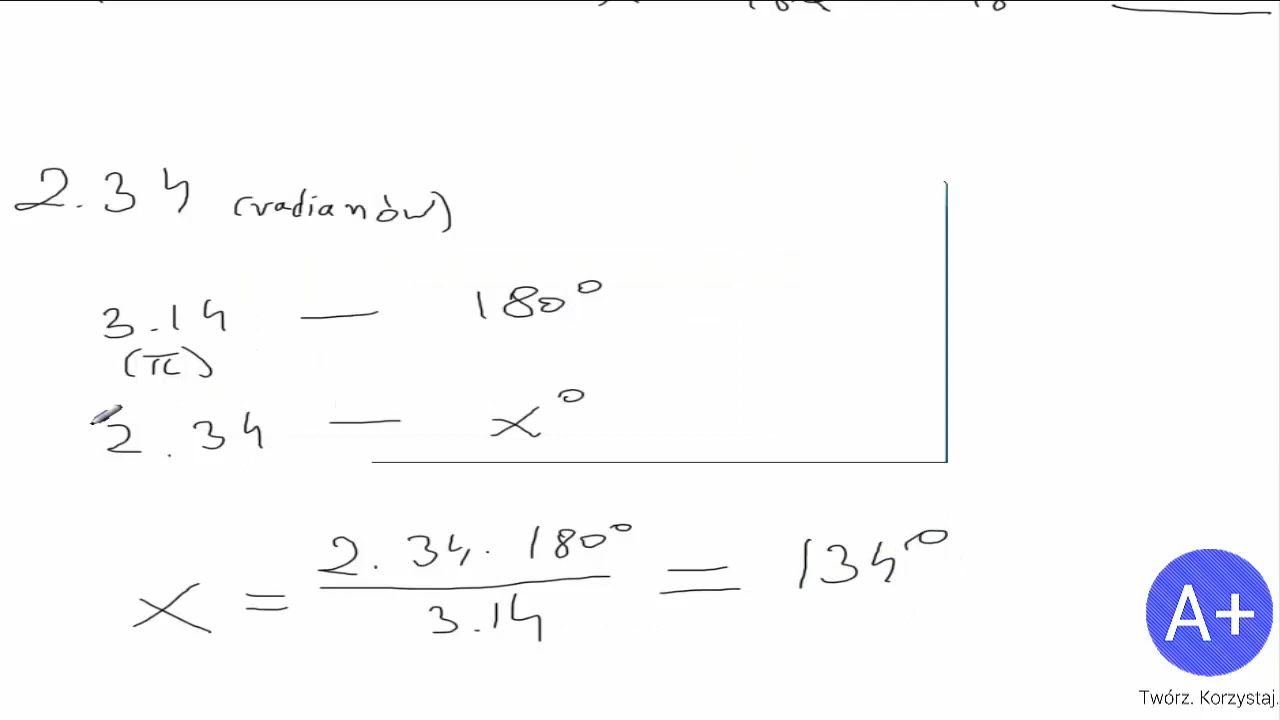 2.34 (radianów)
3.14 — 180°
(π)
2.34 — x°
x = 2.34 · 180° / 3.14 = 134°
A+
Twórz. Korzystaj.